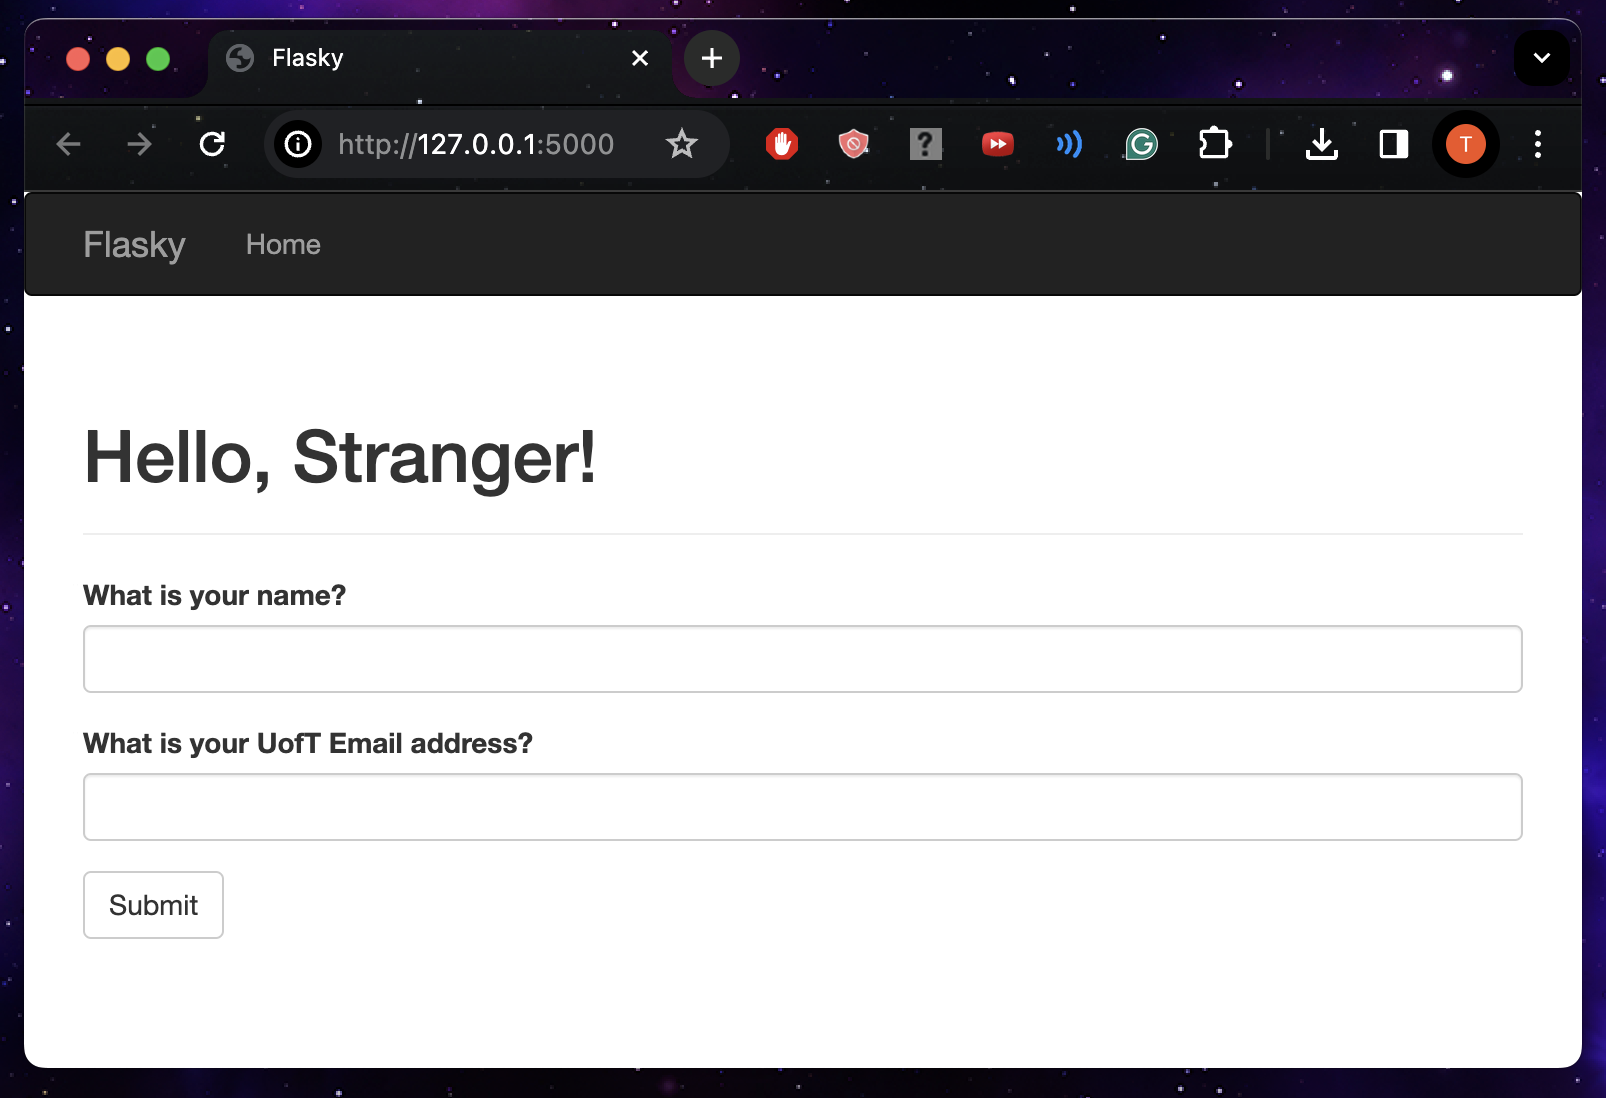 Flasky
http://127.0.0.1:5000
T
Flasky Home
Hello, Stranger!
What is your name?
What is your UofT Email address?
Submit